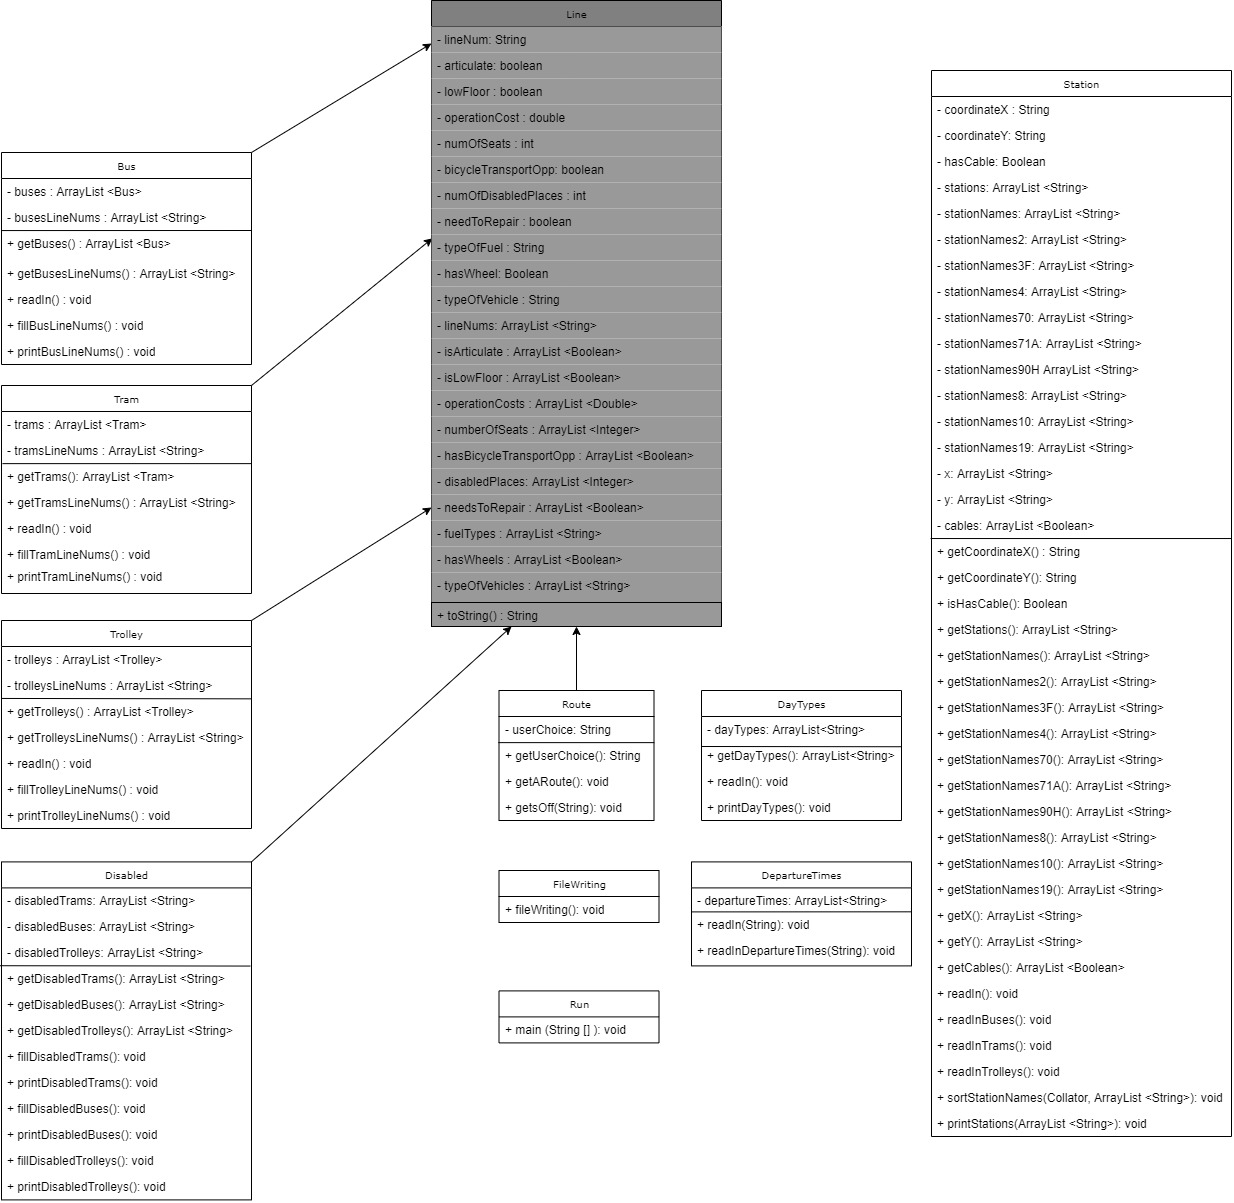 Line
- lineNum: String
- articulate: boolean
- lowFloor : boolean
- operationCost : double
- numOfSeats : int
- bicycleTransportOpp: boolean
- numOfDisabledPlaces : int
- needToRepair : boolean
- typeOfFuel : String
- hasWheel: Boolean
- typeOfVehicle : String
- lineNums: ArrayList <String>
- isArticulate : ArrayList <Boolean>
- isLowFloor : ArrayList <Boolean>
- operationCosts : ArrayList <Double>
- numberOfSeats : ArrayList <Integer>
- hasBicycleTransportOpp : ArrayList <Boolean>
- disabledPlaces: ArrayList <Integer>
- needsToRepair : ArrayList <Boolean>
- fuelTypes : ArrayList <String>
- hasWheels : ArrayList <Boolean>
- typeOfVehicles : ArrayList <String>
+ toString() : String
Bus
- buses : ArrayList <Bus>
- busesLineNums : ArrayList <String>
+ getBuses() : ArrayList <Bus>
+ getBusesLineNums() : ArrayList <String>
+ readIn() : void
+ fillBusLineNums() : void
+ printBusLineNums() : void
Tram
- trams : ArrayList <Tram>
- tramsLineNums : ArrayList <String>
+ getTrams(): ArrayList <Tram>
+ getTramsLineNums() : ArrayList <String>
+ readIn() : void
+ fillTramLineNums() : void
+ printTramLineNums() : void
Trolley
- trolleys : ArrayList <Trolley>
- trolleysLineNums : ArrayList <String>
+ getTrolleys() : ArrayList <Trolley>
+ getTrolleysLineNums() : ArrayList <String>
+ readIn() : void
+ fillTrolleyLineNums() : void
+ printTrolleyLineNums() : void
Disabled
- disabledTrams: ArrayList <String>
- disabledBuses: ArrayList <String>
- disabledTrolleys: ArrayList <String>
+ getDisabledTrams(): ArrayList <String>
+ getDisabledBuses(): ArrayList <String>
+ getDisabledTrolleys(): ArrayList <String>
+ fillDisabledTrams(): void
+ printDisabledTrams(): void
+ fillDisabledBuses(): void
+ printDisabledBuses(): void
+ fillDisabledTrolleys(): void
+ printDisabledTrolleys(): void
Route
- userChoice: String
+ getUserChoice(): String
+ getARoute(): void
+ getsOff(String): void
DayTypes
- dayTypes: ArrayList<String>
+ getDayTypes(): ArrayList<String>
+ readIn(): void
+ printDayTypes(): void
FileWriting
+ fileWriting(): void
DepartureTimes
- departureTimes: ArrayList<String>
+ readIn(String): void
+ readInDepartureTimes(String): void
Run
+ main (String [] ): void
Station
- coordinateX : String
- coordinateY: String
- hasCable: Boolean
- stations: ArrayList <String>
- stationNames: ArrayList <String>
- stationNames2: ArrayList <String>
- stationNames3F: ArrayList <String>
- stationNames4: ArrayList <String>
- stationNames70: ArrayList <String>
- stationNames71A: ArrayList <String>
- stationNames90H ArrayList <String>
- stationNames8: ArrayList <String>
- stationNames10: ArrayList <String>
- stationNames19: ArrayList <String>
- x: ArrayList <String>
- y: ArrayList <String>
- cables: ArrayList <Boolean>
+ getCoordinateX() : String
+ getCoordinateY(): String
+ isHasCable(): Boolean
+ getStations(): ArrayList <String>
+ getStationNames(): ArrayList <String>
+ getStationNames2(): ArrayList <String>
+ getStationNames3F(): ArrayList <String>
+ getStationNames4(): ArrayList <String>
+ getStationNames70(): ArrayList <String>
+ getStationNames71A(): ArrayList <String>
+ getStationNames90H(): ArrayList <String>
+ getStationNames8(): ArrayList <String>
+ getStationNames10(): ArrayList <String>
+ getStationNames19(): ArrayList <String>
+ getX(): ArrayList <String>
+ getY(): ArrayList <String>
+ getCables(): ArrayList <Boolean>
+ readIn(): void
+ readInBuses(): void
+ readInTrams(): void
+ readInTrolleys(): void
+ sortStationNames(Collator, ArrayList <String>): void
+ printStations(ArrayList <String>): void